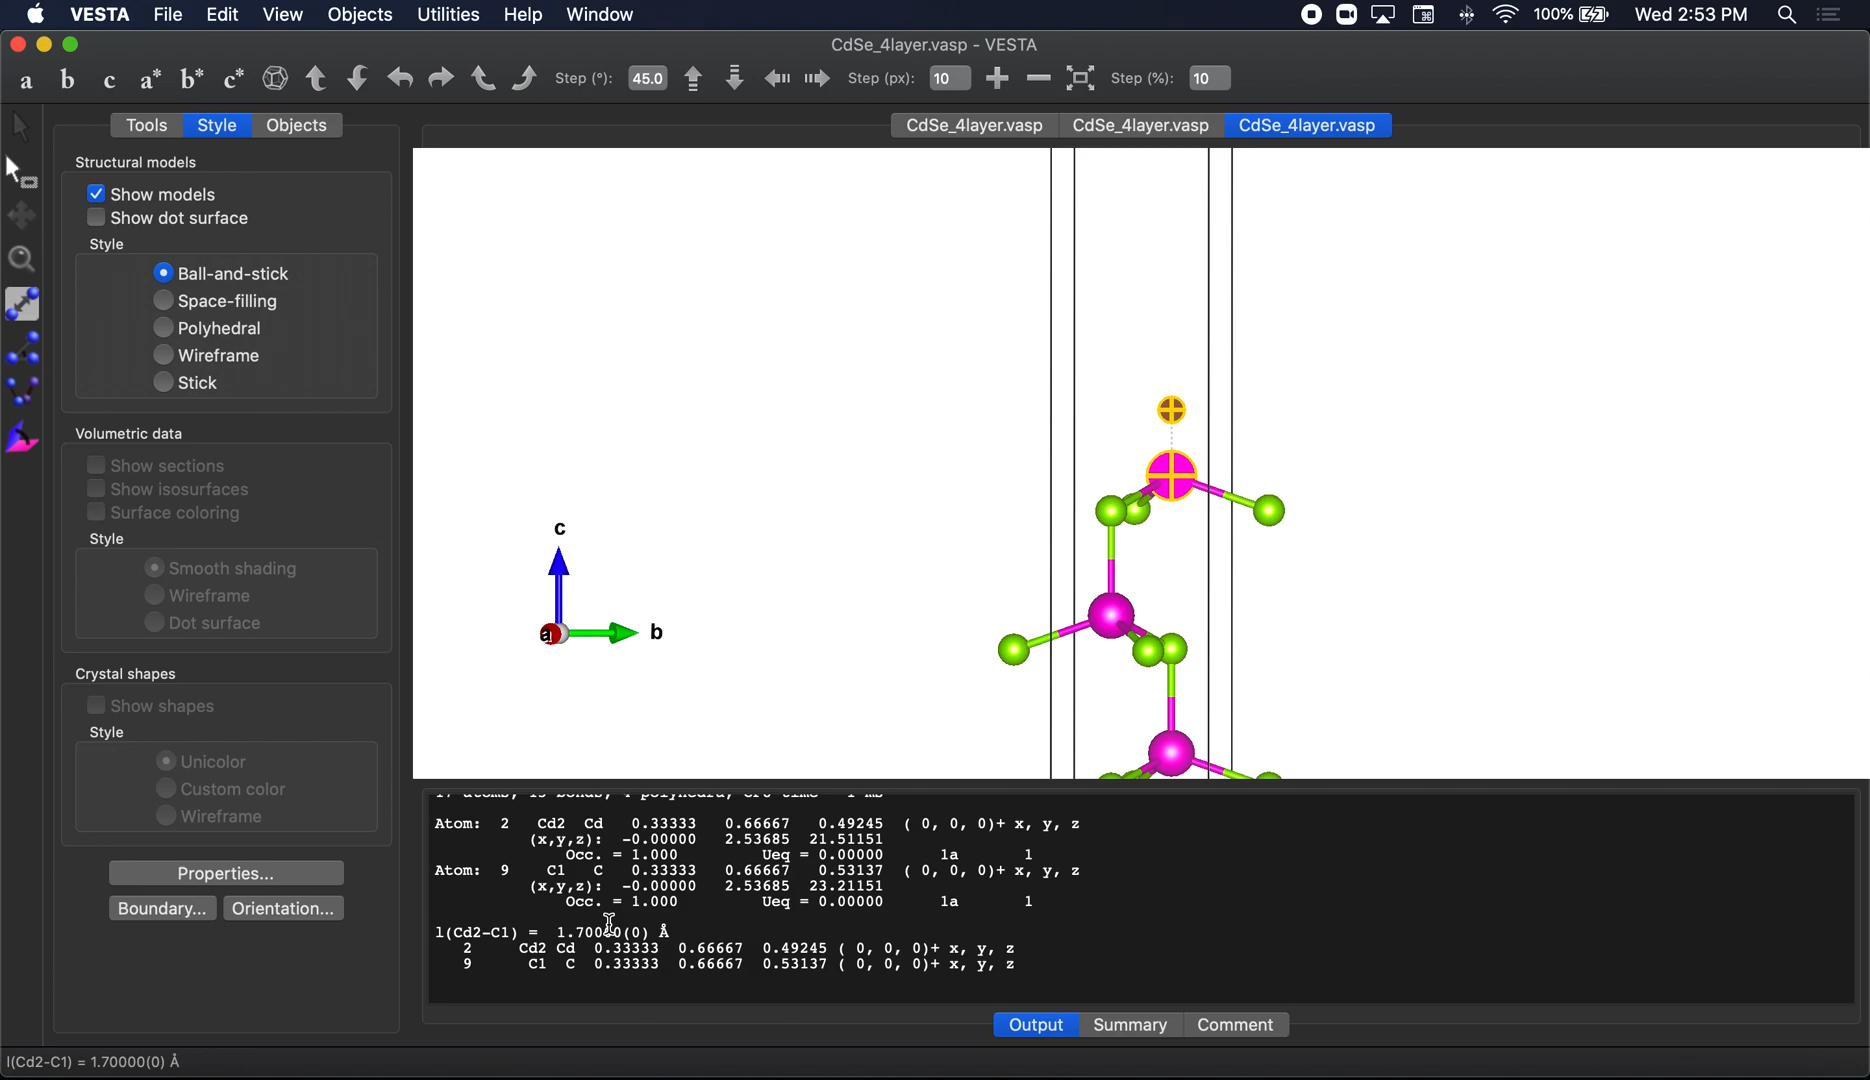 VESTA File Edit View Objects Utilities Help Window 100% Wed 2:53 PM
CdSe_4layer.vasp - VESTA
a b c a* b* c* Step (°): 45.0 Step (px): 10 Step (%): 10
Tools Style Objects
CdSe_4layer.vasp CdSe_4layer.vasp CdSe_4layer.vasp
Structural models
Show models
Show dot surface
Style
Ball-and-stick
Space-filling
Polyhedral
Wireframe
Stick
Volumetric data
Show sections
Show isosurfaces
Surface coloring
Style
Smooth shading
Wireframe
Dot surface
Crystal shapes
Show shapes
Style
Unicolor
Custom color
Wireframe
Properties...
Boundary... Orientation...
c
a b
Atom: 2 Cd2 Cd 0.33333 0.66667 0.49245 ( 0, 0, 0)+ x, y, z
(x,y,z): -0.00000 2.53685 21.51151
Occ. = 1.000 Ueq = 0.00000 1a 1
Atom: 9 C1 C 0.33333 0.66667 0.53137 ( 0, 0, 0)+ x, y, z
(x,y,z): -0.00000 2.53685 23.21151
Occ. = 1.000 Ueq = 0.00000 1a 1
l(Cd2-C1) = 1.70000(0) Å
2 Cd2 Cd 0.33333 0.66667 0.49245 ( 0, 0, 0)+ x, y, z
9 C1 C 0.33333 0.66667 0.53137 ( 0, 0, 0)+ x, y, z
Output Summary Comment
l(Cd2-C1) = 1.70000(0) Å